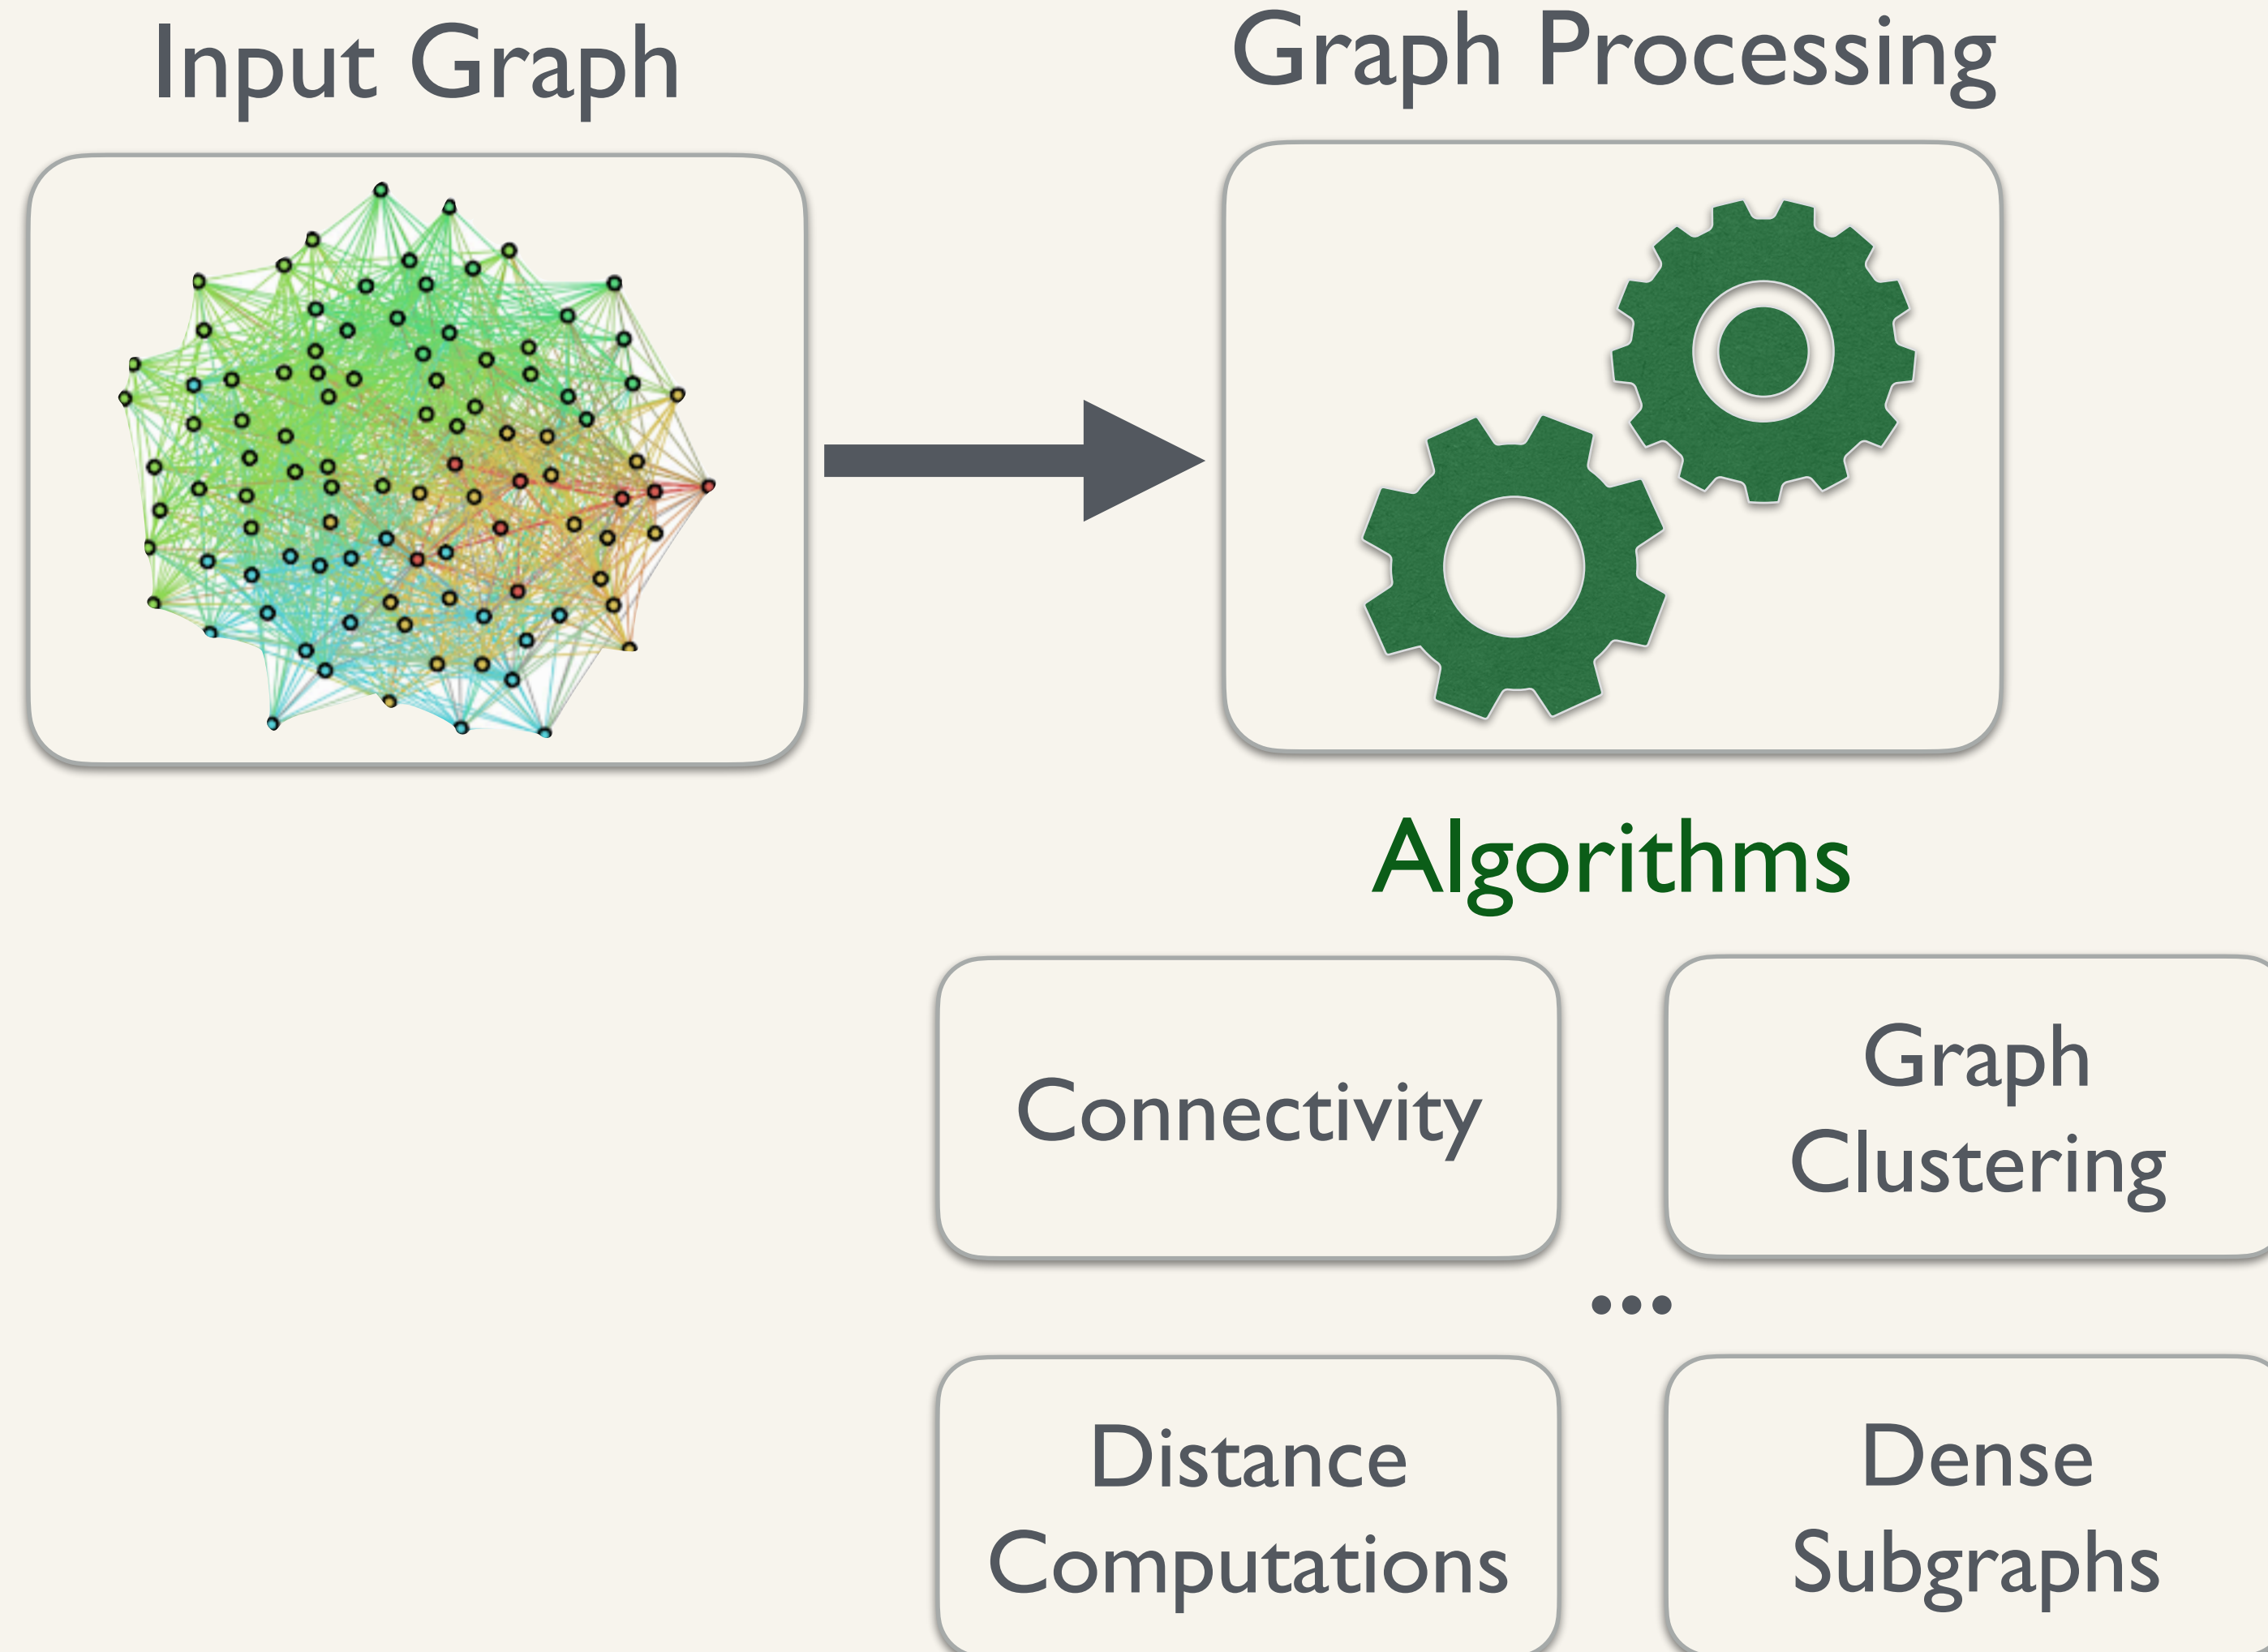 Input Graph
Graph Processing
Algorithms
Connectivity
Graph
Clustering
...
Distance
Computations
Dense
Subgraphs